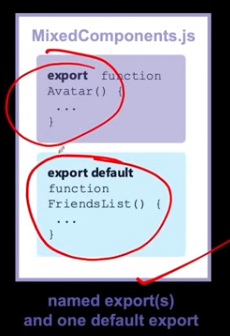 MixedComponents.js
export function
Avatar() {
...
}
export default
function
FriendsList() {
...
}
named export(s)
and one default export